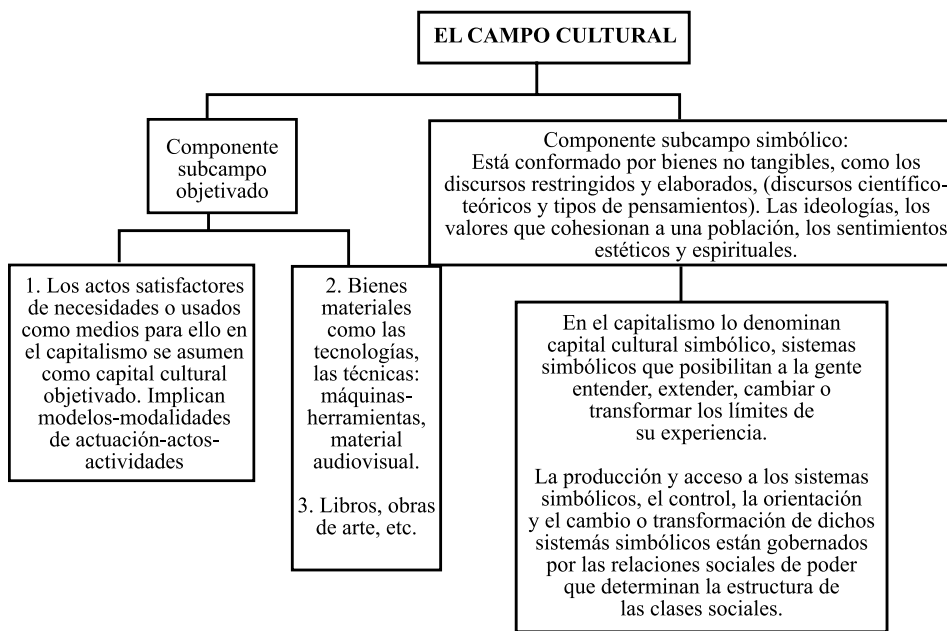 EL CAMPO CULTURAL
Componente
subcampo
objetivado
Componente subcampo simbólico:
Está conformado por bienes no tangibles, como los
discursos restringidos y elaborados, (discursos científico-
teóricos y tipos de pensamientos). Las ideologías, los
valores que cohesionan a una población, los sentimientos
estéticos y espirituales.
1. Los actos satisfactores
de necesidades o usados
como medios para ello en
el capitalismo se asumen
como capital cultural
objetivado. Implican
modelos-modalidades
de actuación-actos-
actividades
2. Bienes
materiales
como las
tecnologías,
las técnicas:
máquinas-
herramientas,
material
audiovisual.
3. Libros, obras
de arte, etc.
En el capitalismo lo denominan
capital cultural simbólico, sistemas
simbólicos que posibilitan a la gente
entender, extender, cambiar o
transformar los límites de
su experiencia.
La producción y acceso a los sistemas
simbólicos, el control, la orientación
y el cambio o transformación de dichos
sistemás simbólicos están gobernados
por las relaciones sociales de poder
que determinan la estructura de
las clases sociales.